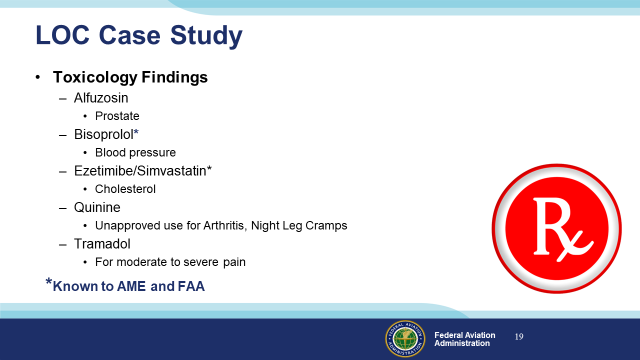 LOC Case Study
• Toxicology Findings
– Alfuzosin
• Prostate
– Bisoprolol*
• Blood pressure
– Ezetimibe/Simvastatin*
• Cholesterol
– Quinine
• Unapproved use for Arthritis, Night Leg Cramps
– Tramadol
• For moderate to severe pain
*Known to AME and FAA
Rx
Federal Aviation
Administration
19